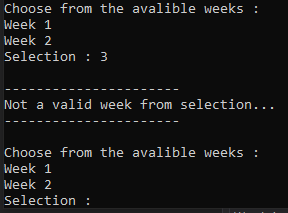 Choose from the avalible weeks :
Week 1
Week 2
Selection : 3
----------------------
Not a valid week from selection...
----------------------
Choose from the avalible weeks :
Week 1
Week 2
Selection :